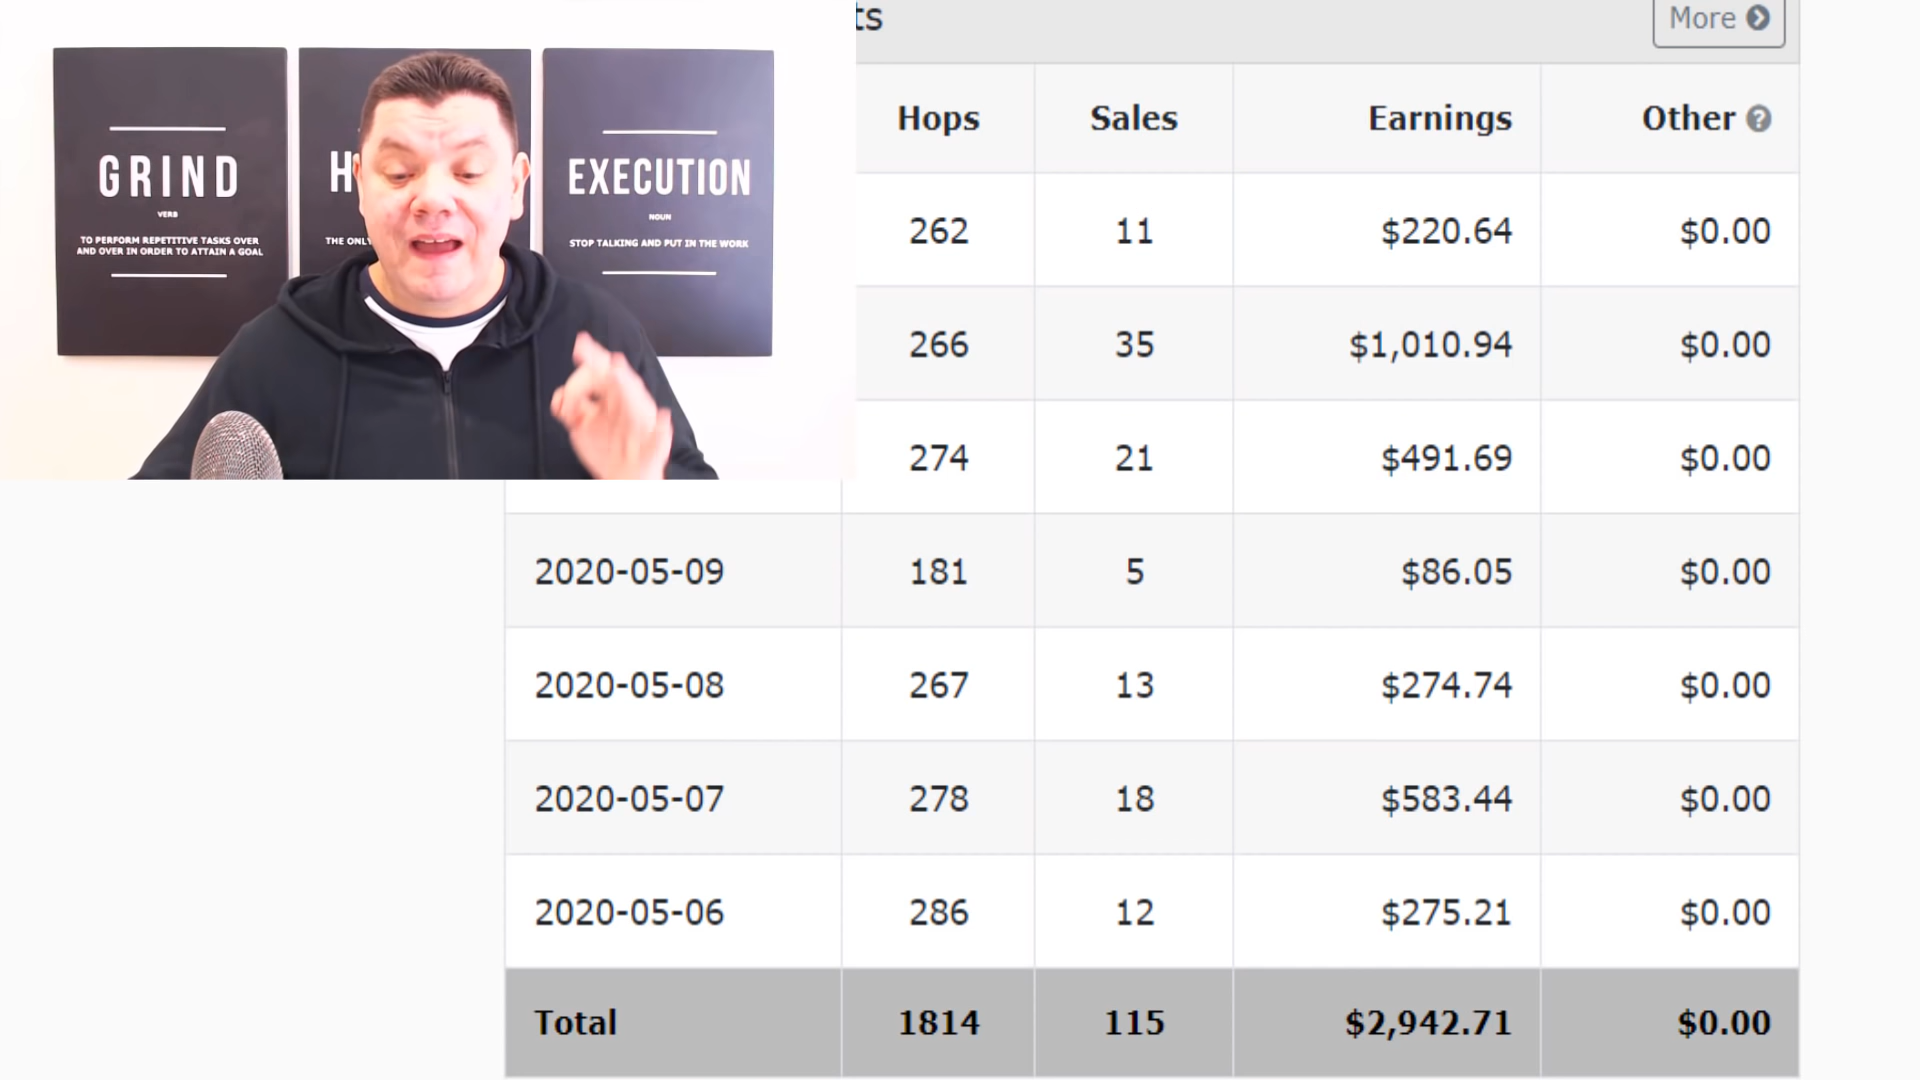 GRIND
VERB
TO PERFORM REPETITIVE TASKS OVER
AND OVER IN ORDER TO ATTAIN A GOAL
H
THE ONLY
EXECUTION
NOUN
STOP TALKING AND PUT IN THE WORK
ts
More
Hops Sales Earnings Other ?
262 11 $220.64 $0.00
266 35 $1,010.94 $0.00
274 21 $491.69 $0.00
2020-05-09 181 5 $86.05 $0.00
2020-05-08 267 13 $274.74 $0.00
2020-05-07 278 18 $583.44 $0.00
2020-05-06 286 12 $275.21 $0.00
Total 1814 115 $2,942.71 $0.00